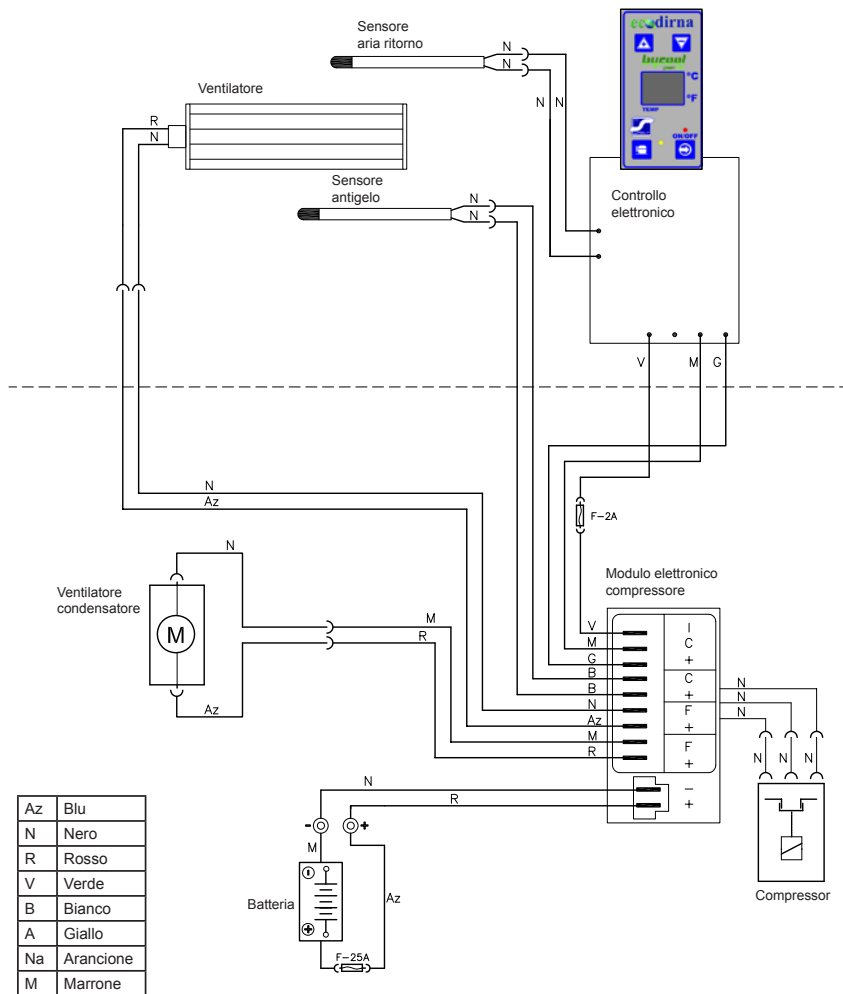 Sensore
aria ritorno
N
N
N N
ecodirna
bucool
°C
°F
TEMP
ON/OFF
Ventilatore
R
N
Sensore
antigelo
N
N
Controllo
elettronico
V M G
N
Az
F-2A
N
Ventilatore
condensatore
M
Az
M
R
Modulo elettronico
compressore
V I
M C
G +
B C
B +
N F
Az +
M F
R +
N
N
N
N N N
N −
R +
- +
M
Batteria
Az
F-25A
Compressor
Az Blu
N Nero
R Rosso
V Verde
B Bianco
A Giallo
Na Arancione
M Marrone